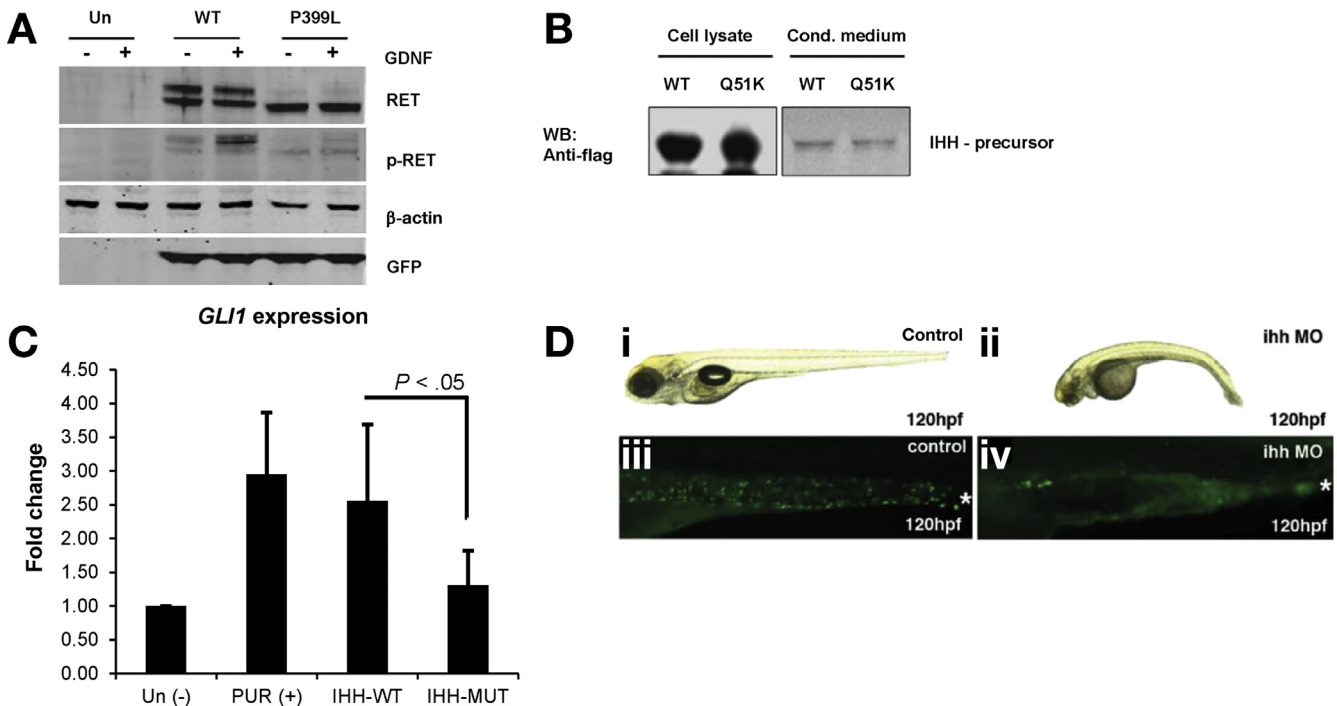 A
Un WT P399L
- + - + - + GDNF
RET
p-RET
β-actin
GFP
B
Cell lysate Cond. medium
WT Q51K WT Q51K
WB:
Anti-flag
IHH - precursor
C
GLI1 expression
Fold change
4.50
4.00
3.50
3.00
2.50
2.00
1.50
1.00
0.50
0.00
P < .05
Un (-) PUR (+) IHH-WT IHH-MUT
D
i Control
120hpf
ii ihh MO
120hpf
iii control
*
120hpf
iv ihh MO
*
120hpf